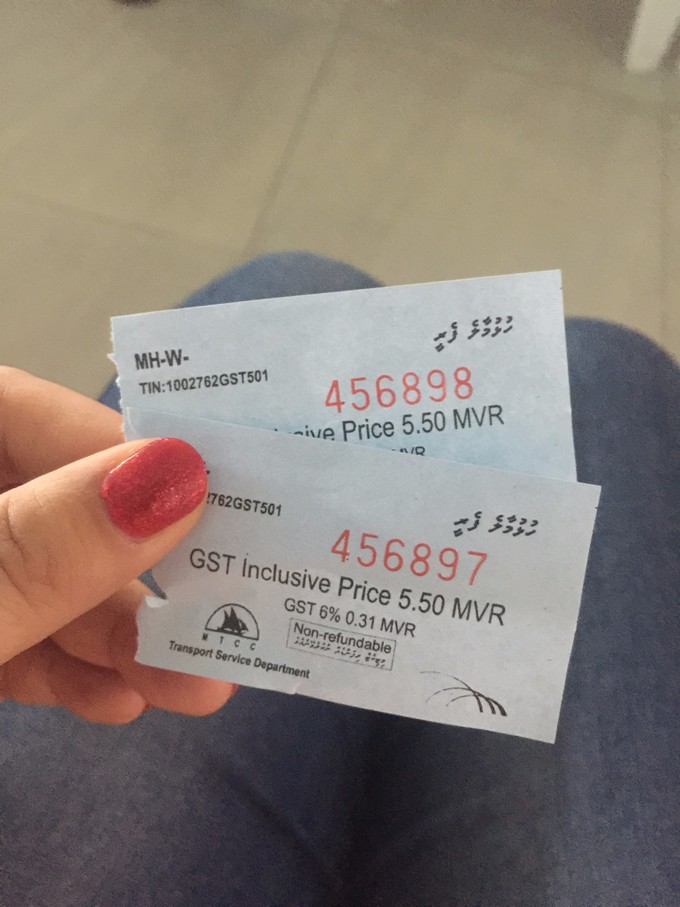 ހުޅުމާލެ ފެރީ
MH-W-
TIN:1002762GST501
456898
Price 5.50 MVR
ހުޅުމާލެ ފެރީ
2762GST501
456897
GST Inclusive Price 5.50 MVR
GST 6% 0.31 MVR
Non-refundable
M T C C
Transport Service Department